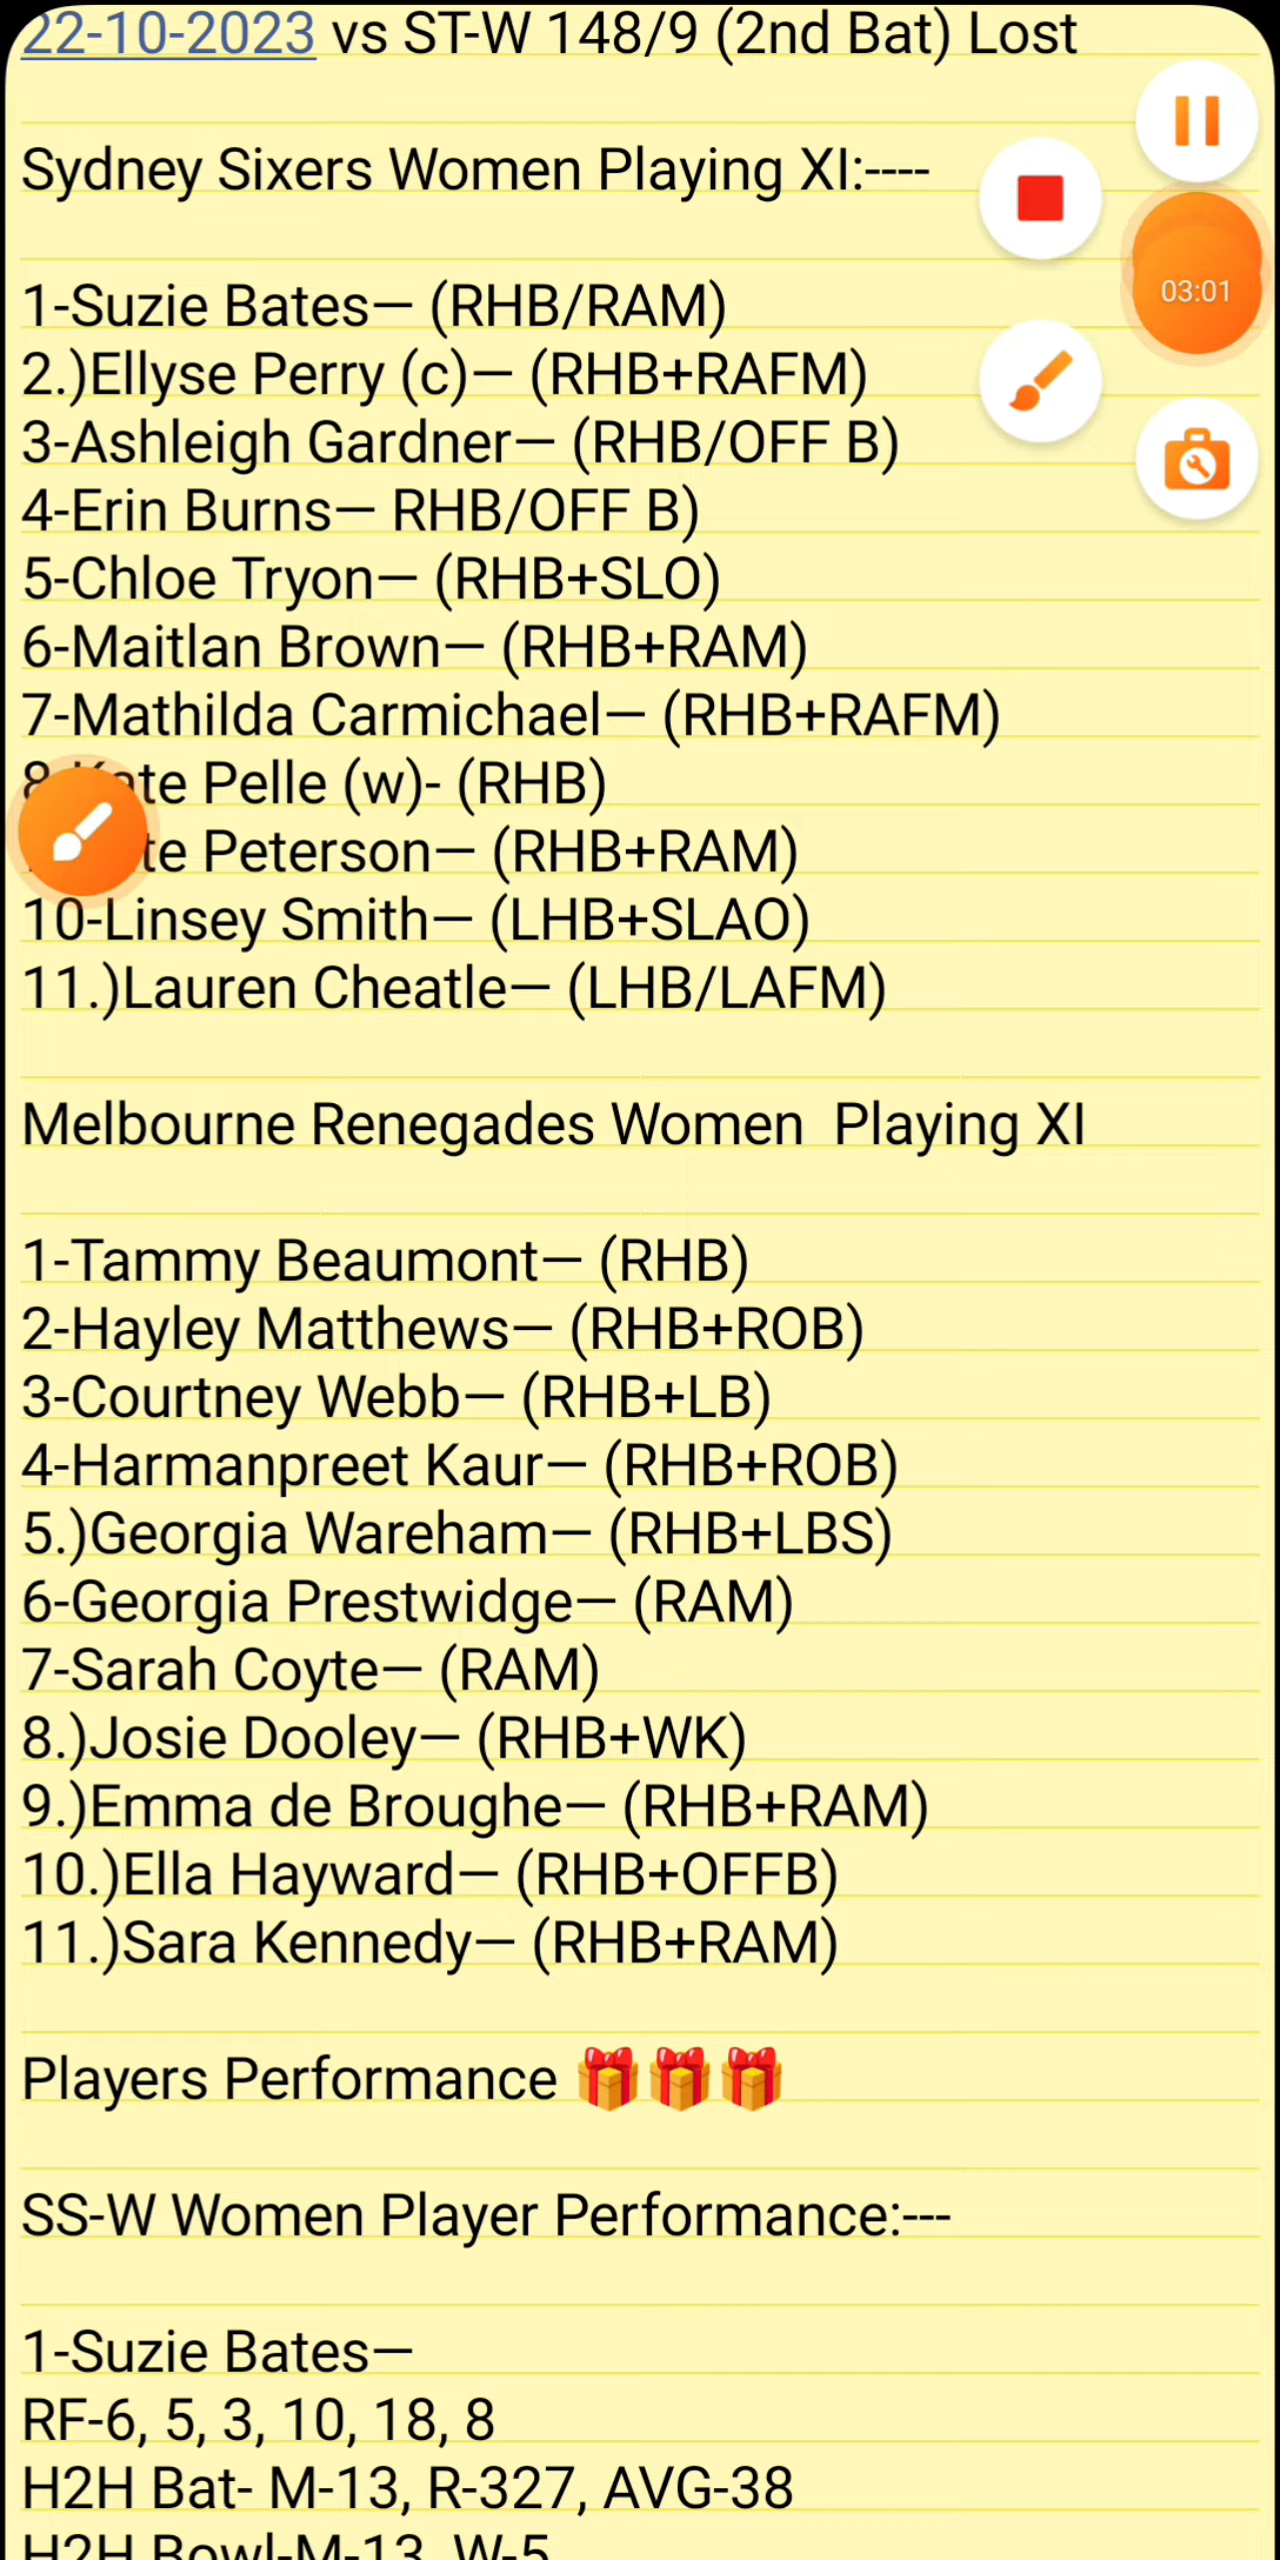 22-10-2023 vs ST-W 148/9 (2nd Bat) Lost
Sydney Sixers Women Playing XI:----
03:01
1-Suzie Bates— (RHB/RAM)
2.)Ellyse Perry (c)— (RHB+RAFM)
3-Ashleigh Gardner— (RHB/OFF B)
4-Erin Burns— RHB/OFF B)
5-Chloe Tryon— (RHB+SLO)
6-Maitlan Brown— (RHB+RAM)
7-Mathilda Carmichael— (RHB+RAFM)
Pelle (w)- (RHB)
Peterson— (RHB+RAM)
10-Linsey Smith— (LHB+SLAO)
11.)Lauren Cheatle— (LHB/LAFM)
Melbourne Renegades Women Playing XI
1-Tammy Beaumont— (RHB)
2-Hayley Matthews— (RHB+ROB)
3-Courtney Webb— (RHB+LB)
4-Harmanpreet Kaur— (RHB+ROB)
5.)Georgia Wareham— (RHB+LBS)
6-Georgia Prestwidge— (RAM)
7-Sarah Coyte— (RAM)
8.)Josie Dooley— (RHB+WK)
9.)Emma de Broughe— (RHB+RAM)
10.)Ella Hayward— (RHB+OFFB)
11.)Sara Kennedy— (RHB+RAM)
Players Performance 🎁🎁🎁
SS-W Women Player Performance:---
1-Suzie Bates—
RF-6, 5, 3, 10, 18, 8
H2H Bat- M-13, R-327, AVG-38
H2H Bowl-M-13, W-5